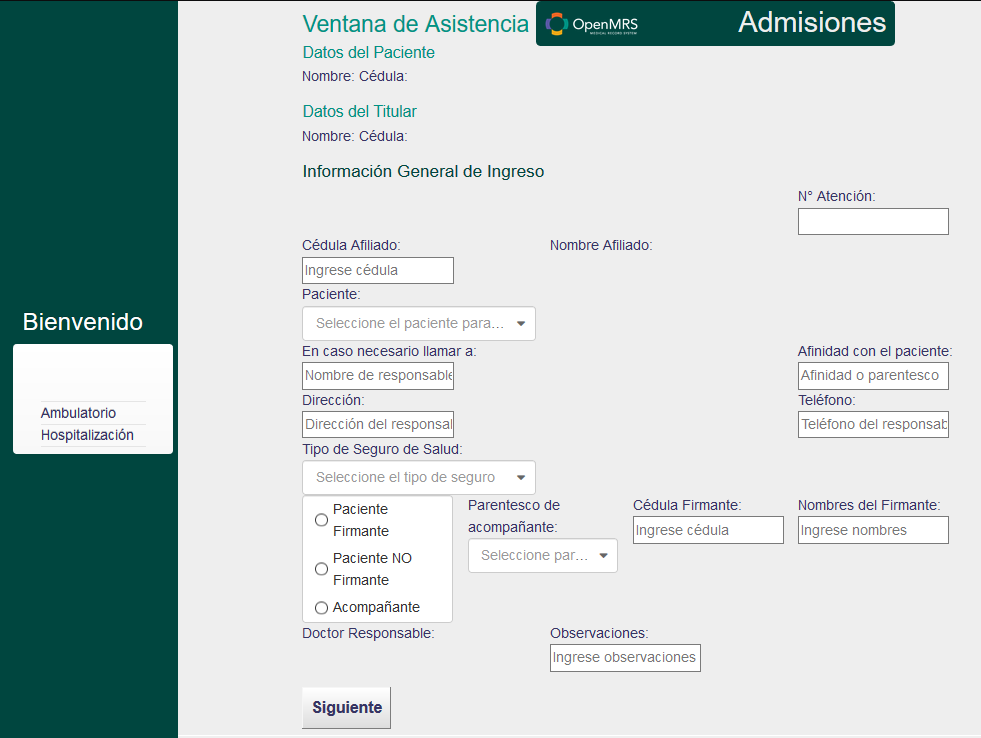 Ventana de Asistencia
OpenMRS
MEDICAL RECORD SYSTEM
Admisiones
Datos del Paciente
Nombre: Cédula:
Datos del Titular
Nombre: Cédula:
Información General de Ingreso
N° Atención:
Cédula Afiliado:
Nombre Afiliado:
Ingrese cédula
Paciente:
Seleccione el paciente para...
Bienvenido
Ambulatorio
Hospitalización
En caso necesario llamar a:
Afinidad con el paciente:
Nombre de responsable
Afinidad o parentesco
Dirección:
Teléfono:
Dirección del responsal
Teléfono del responsab
Tipo de Seguro de Salud:
Seleccione el tipo de seguro
Paciente
Firmante
Paciente NO
Firmante
Acompañante
Parentesco de
acompañante:
Seleccione par...
Cédula Firmante:
Ingrese cédula
Nombres del Firmante:
Ingrese nombres
Doctor Responsable:
Observaciones:
Ingrese observaciones
Siguiente